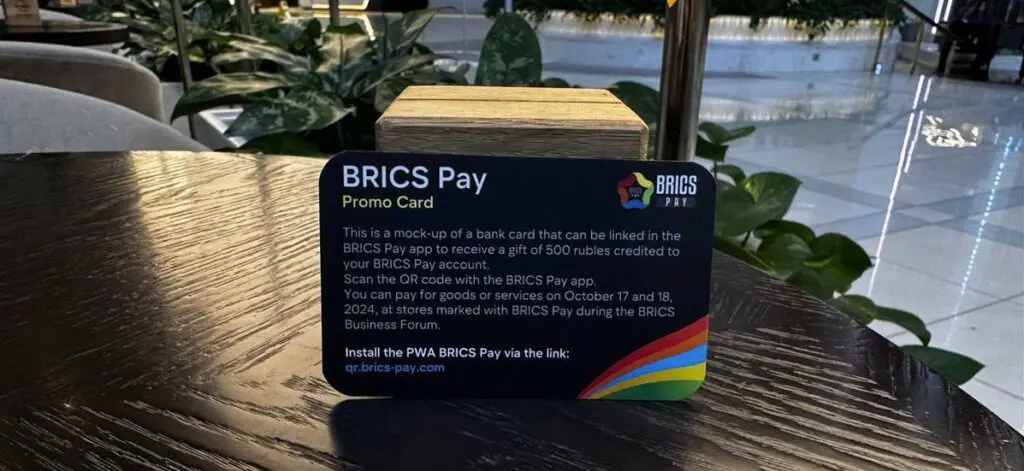 BRICS Pay
Promo Card
BRICS
PAY
This is a mock-up of a bank card that can be linked in the
BRICS Pay app to receive a gift of 500 rubles credited to
your BRICS Pay account.
Scan the QR code with the BRICS Pay app.
You can pay for goods or services on October 17 and 18,
2024, at stores marked with BRICS Pay during the BRICS
Business Forum.
Install the PWA BRICS Pay via the link:
qr.brics-pay.com